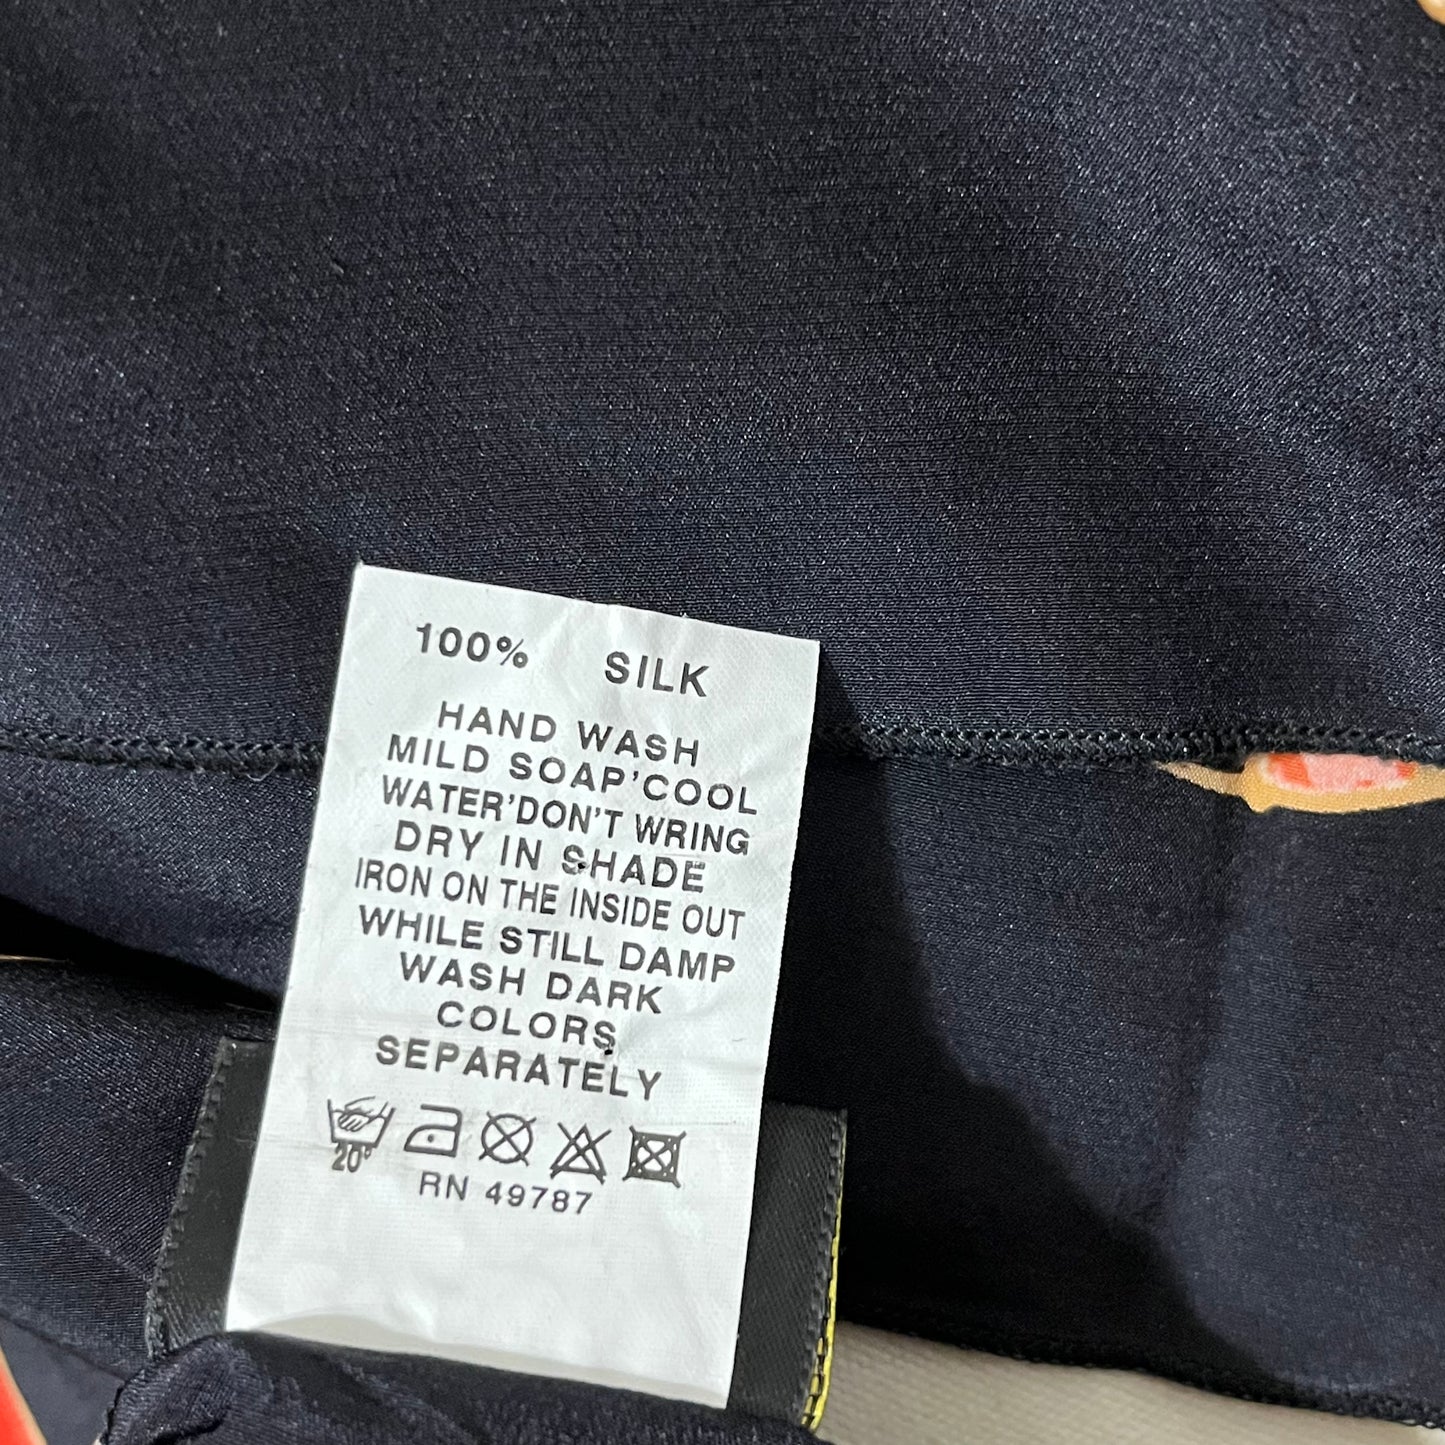 100% SILK
HAND WASH
MILD SOAP'COOL
WATER'DON'T WRING
DRY IN SHADE
IRON ON THE INSIDE OUT
WHILE STILL DAMP
WASH DARK
COLORS
SEPARATELY
20°
RN 49787